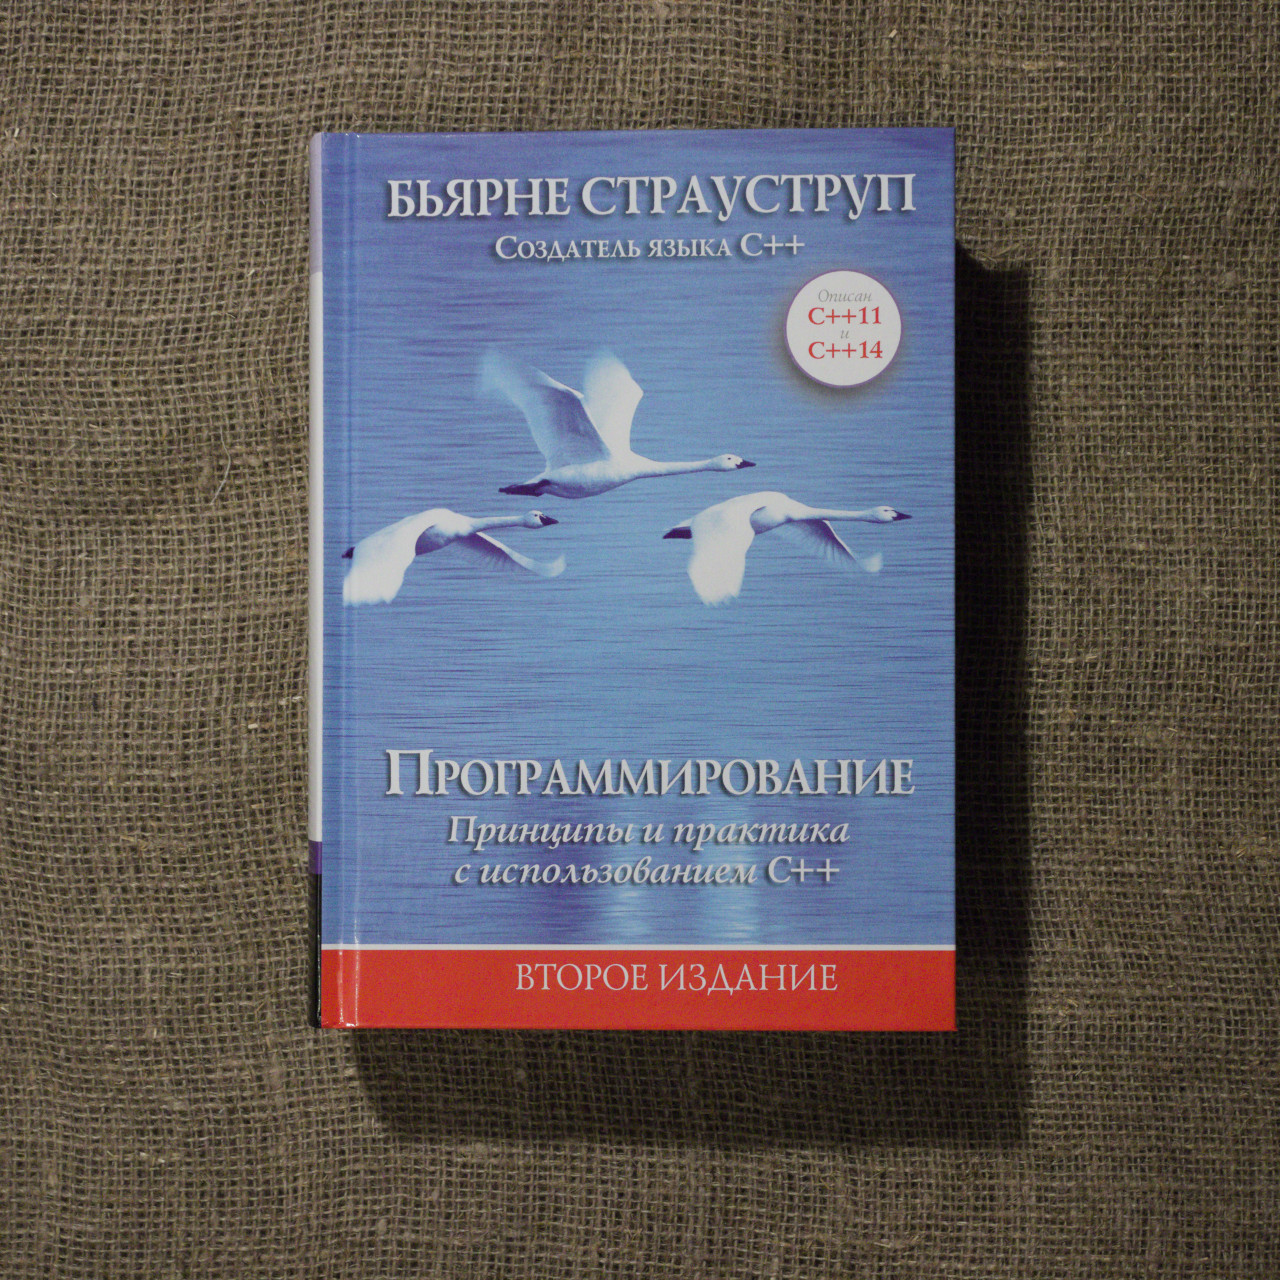 БЬЯРНЕ СТРАУСТРУП
Создатель языка C++
Описан
C++11
и
C++14
Программирование
Принципы и практика
с использованием C++
ВТОРОЕ ИЗДАНИЕ